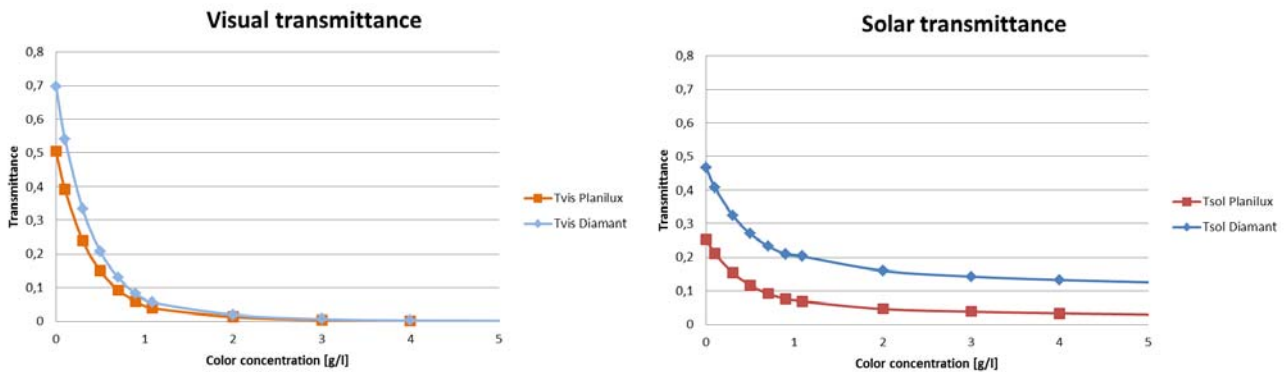 Visual transmittance
0,8
0,7
0,6
0,5
0,4
0,3
0,2
0,1
0
Transmittance
0 1 2 3 4 5
Color concentration [g/l]
Tvis Planilux
Tvis Diamant
Solar transmittance
0,8
0,7
0,6
0,5
0,4
0,3
0,2
0,1
0
Transmittance
0 1 2 3 4 5
Color concentration [g/l]
Tsol Planilux
Tsol Diamant